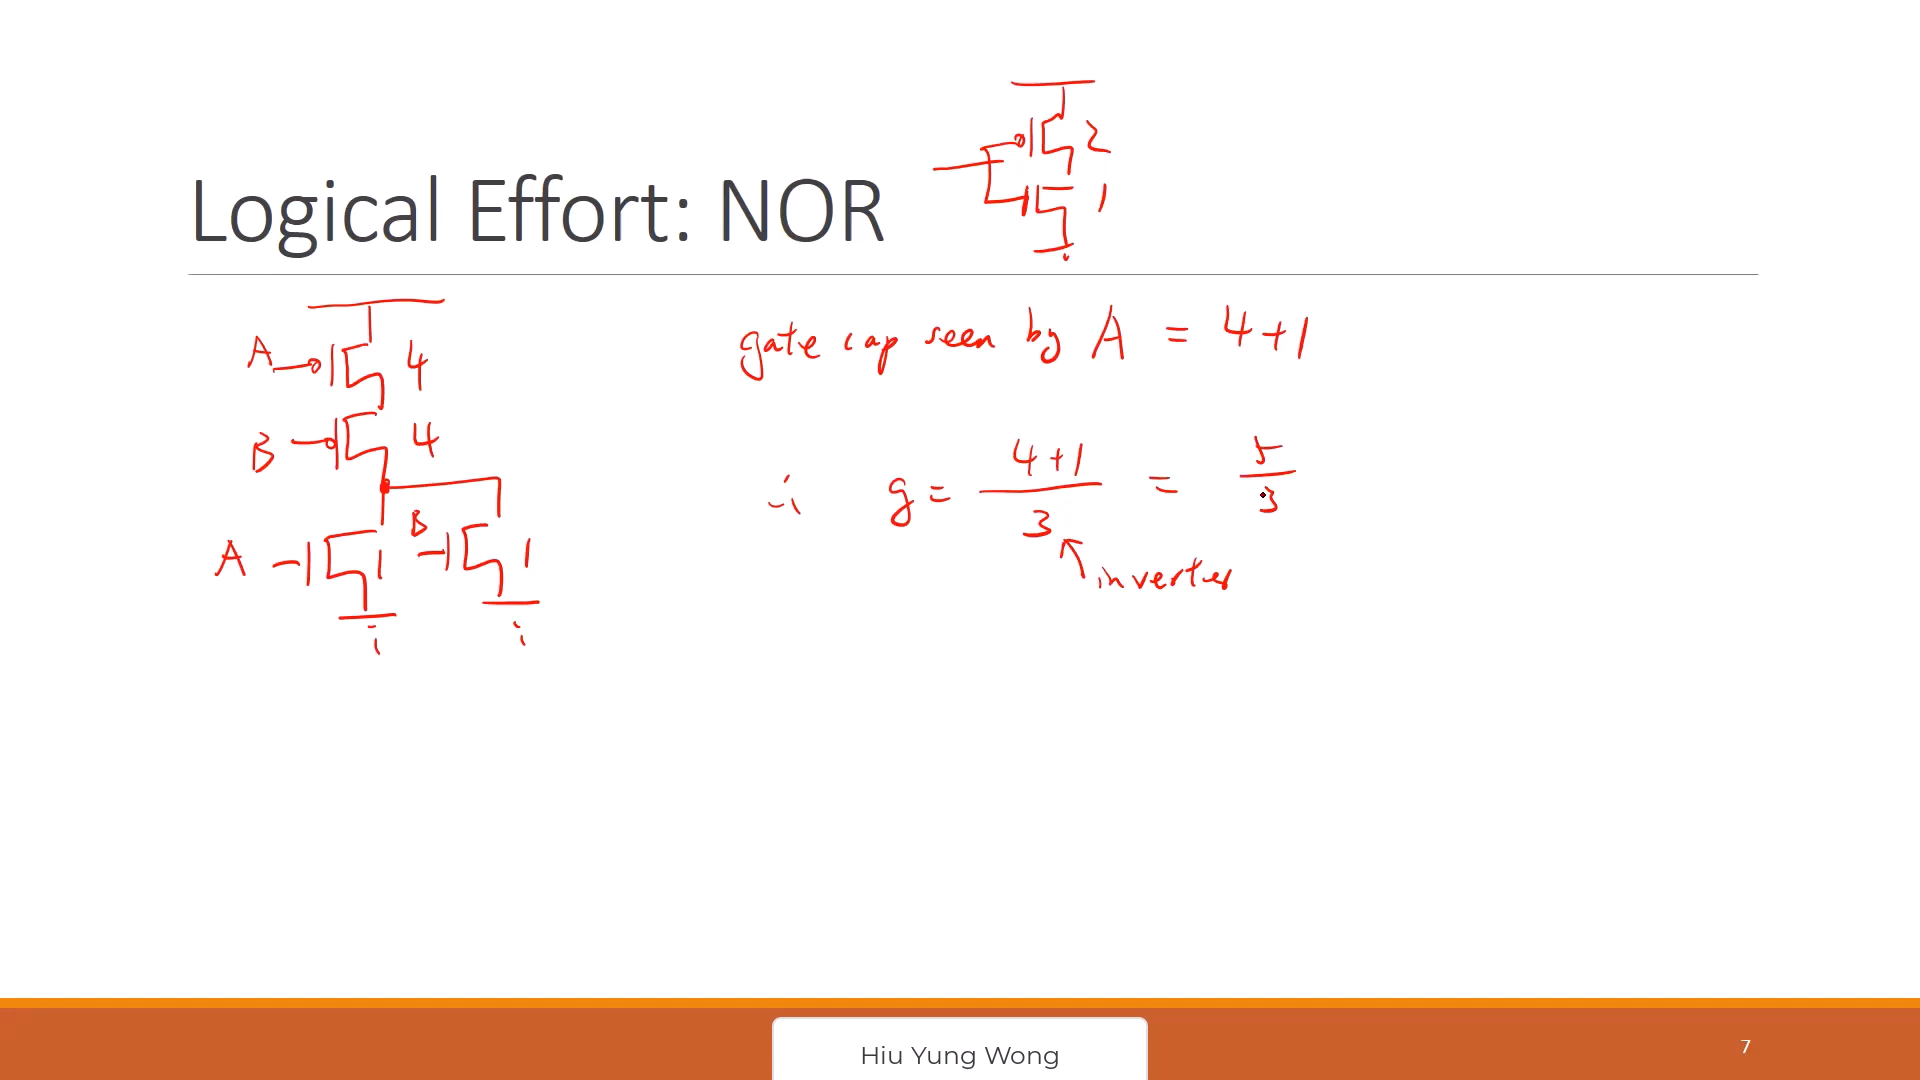 2
Logical Effort: NOR
1
A
4
gate cap seen by A = 4+1
B
4
∴ g = 4+1 / 3 = 5 / 3
B
A
1
1
inverter
Hiu Yung Wong
7